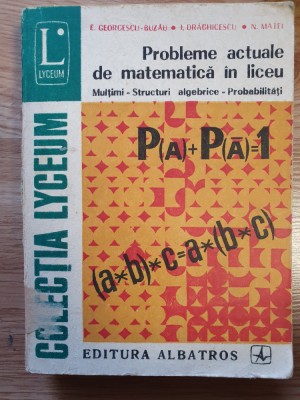 E. GEORGESCU-BUZĂU • I. DRĂGHICESCU • N. MATEI
L
LYCEUM
Probleme actuale
de matematică in liceu
Mulțimi - Structuri algebrice - Probabilități
P(A)+P(Ā)=1
(a*b)*c=a*(b*c)
COLECȚIA LYCEUM
EDITURA ALBATROS
A